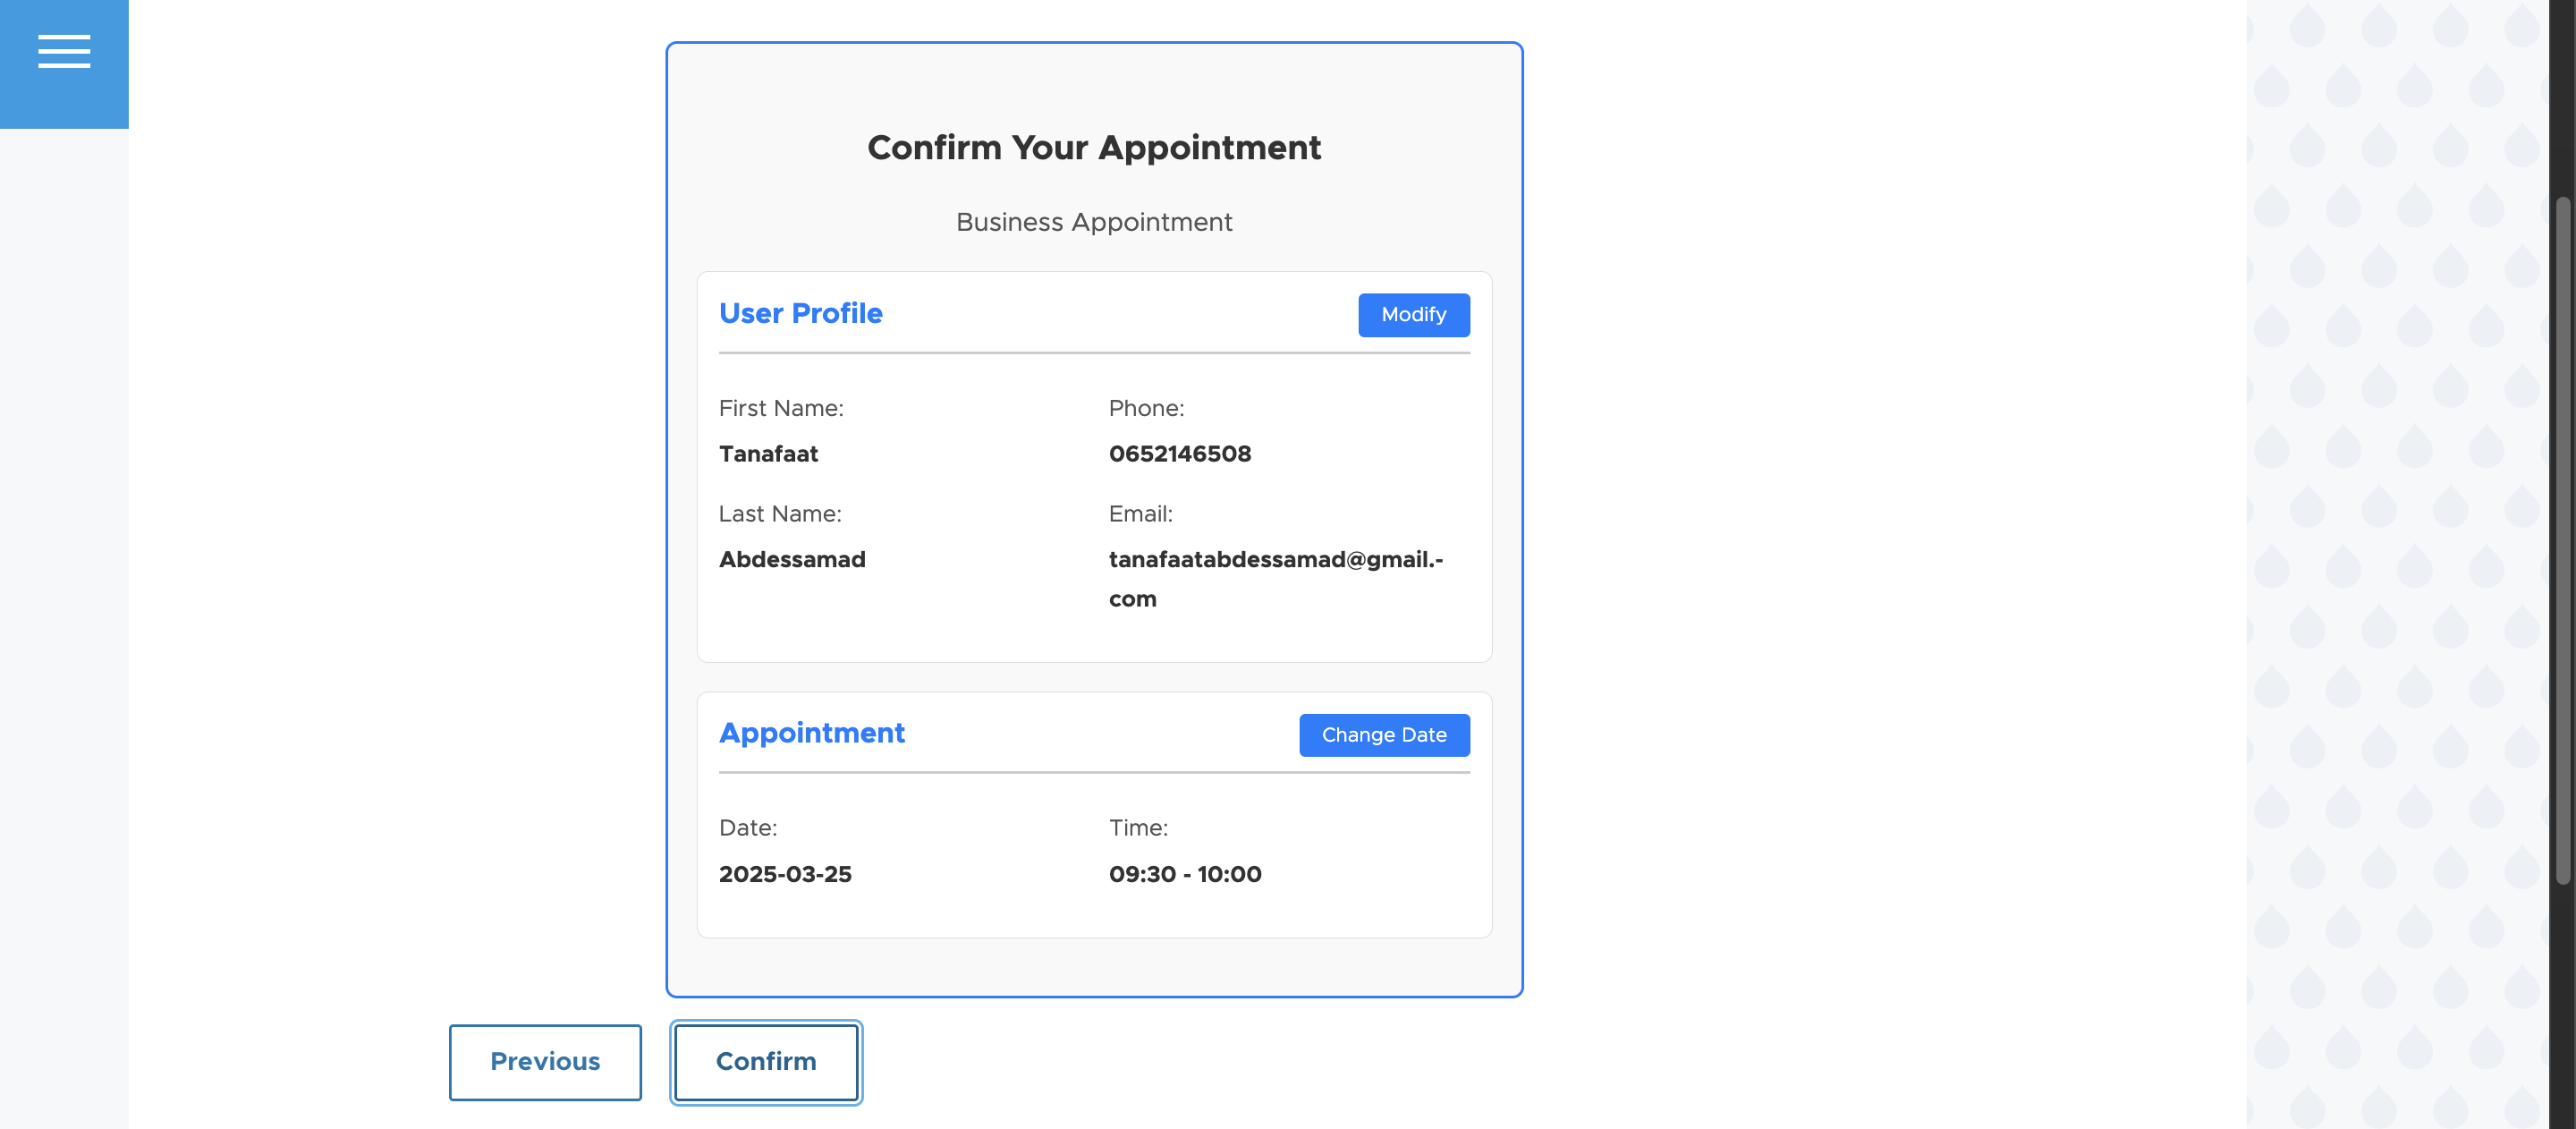 Confirm Your Appointment
Business Appointment
User Profile
Modify
First Name:
Phone:
Tanafaat
0652146508
Last Name:
Email:
Abdessamad
tanafaatabdessamad@gmail.-
com
Appointment
Change Date
Date:
Time:
2025-03-25
09:30 - 10:00
Previous
Confirm